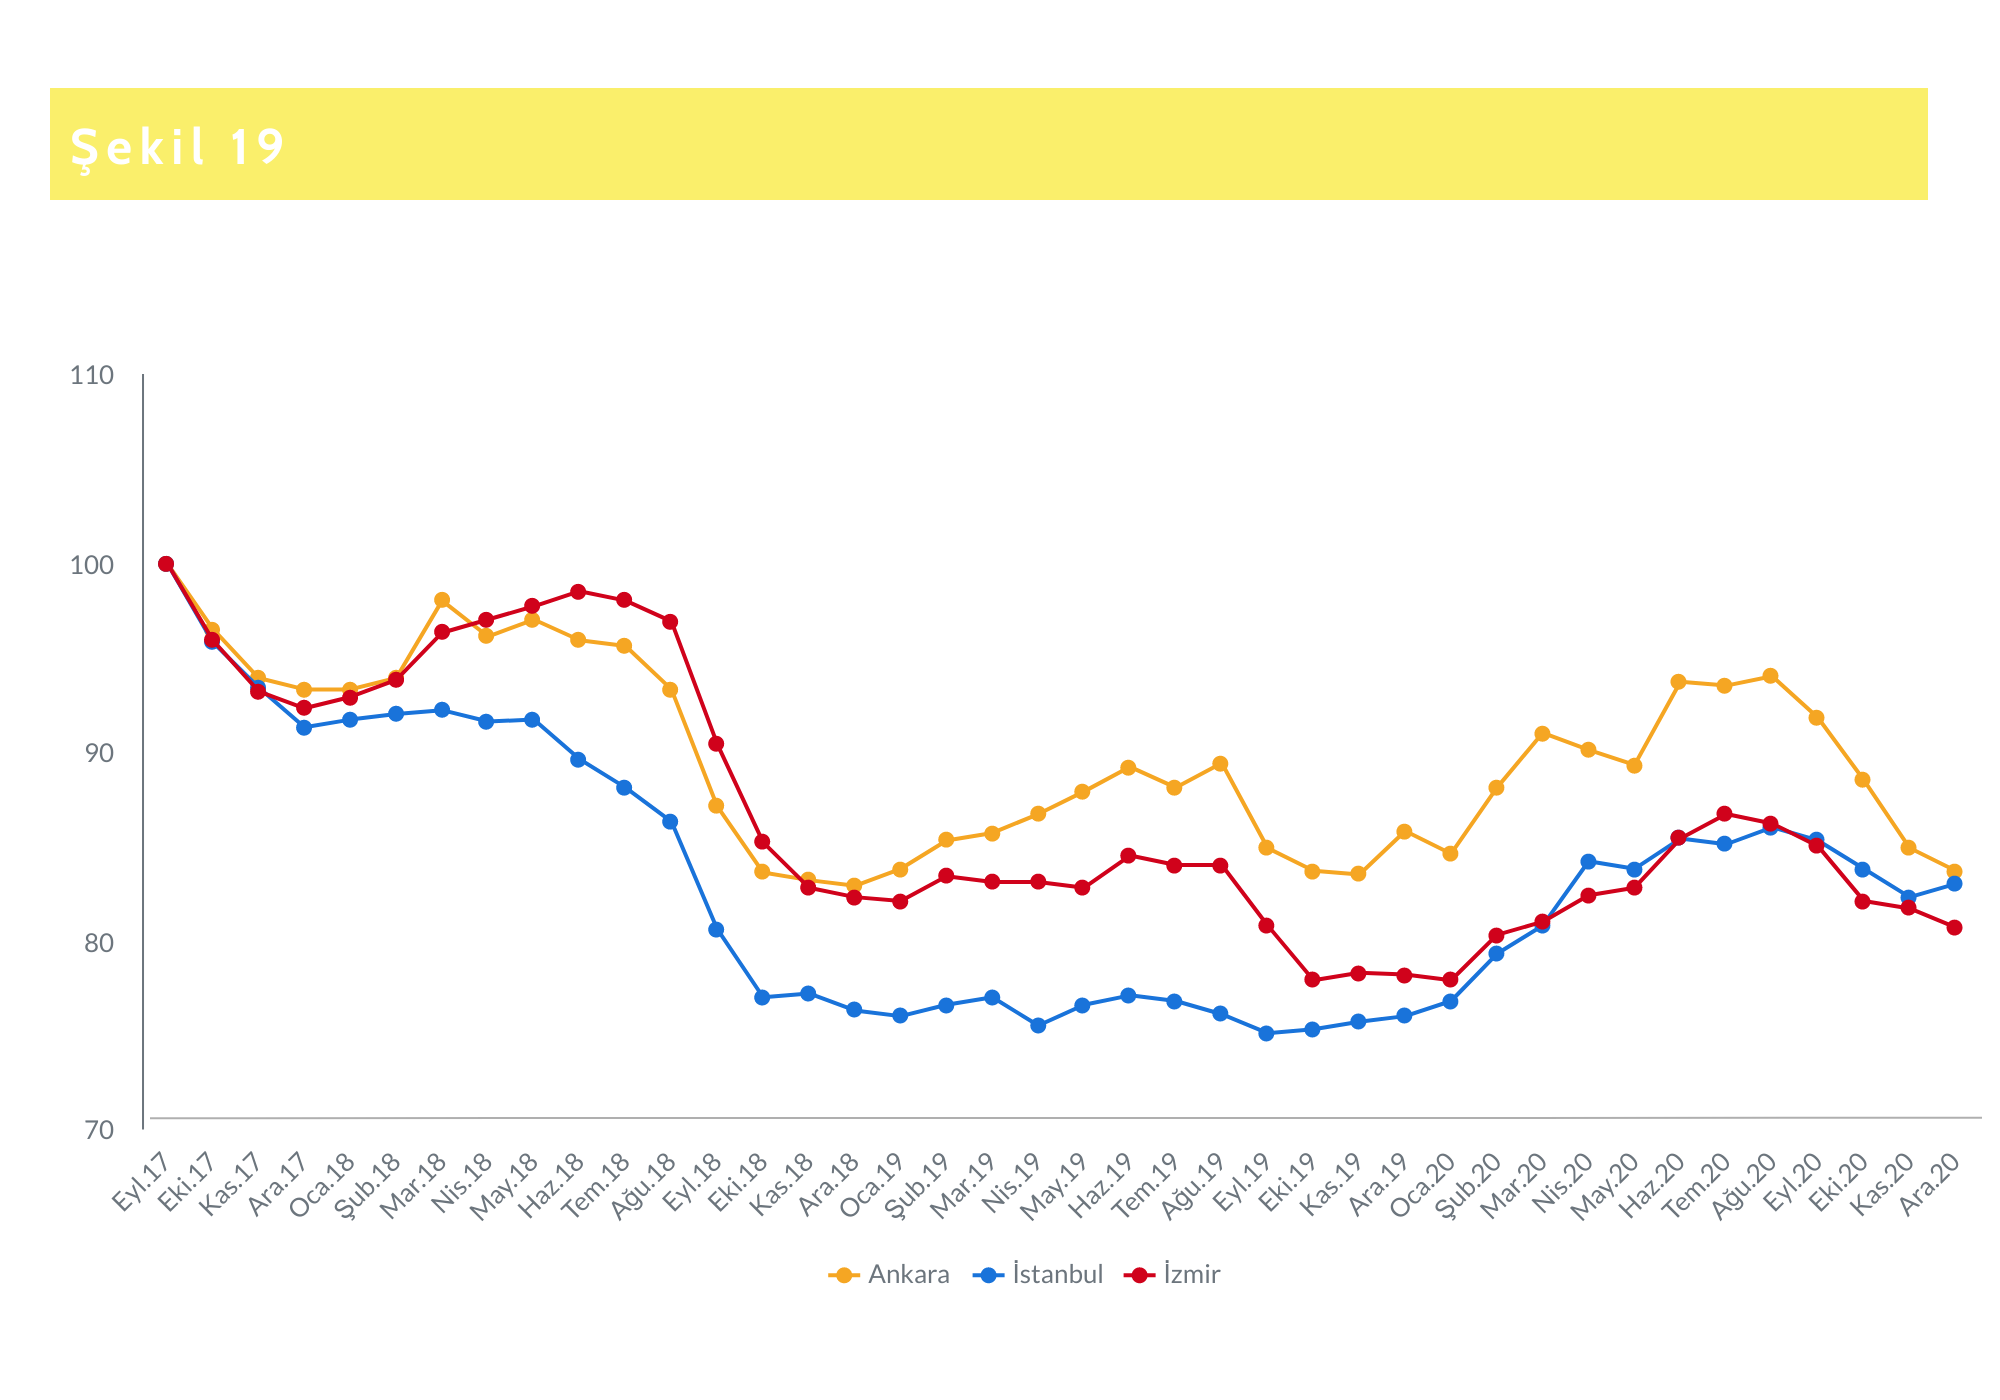 Şekil 19
110
100
90
80
70
Eyl.17
Eki.17
Kas.17
Ara.17
Oca.18
Şub.18
Mar.18
Nis.18
May.18
Haz.18
Tem.18
Ağu.18
Eyl.18
Eki.18
Kas.18
Ara.18
Oca.19
Şub.19
Mar.19
Nis.19
May.19
Haz.19
Tem.19
Ağu.19
Eyl.19
Eki.19
Kas.19
Ara.19
Oca.20
Şub.20
Mar.20
Nis.20
May.20
Haz.20
Tem.20
Ağu.20
Eyl.20
Eki.20
Kas.20
Ara.20
Ankara
İstanbul
İzmir